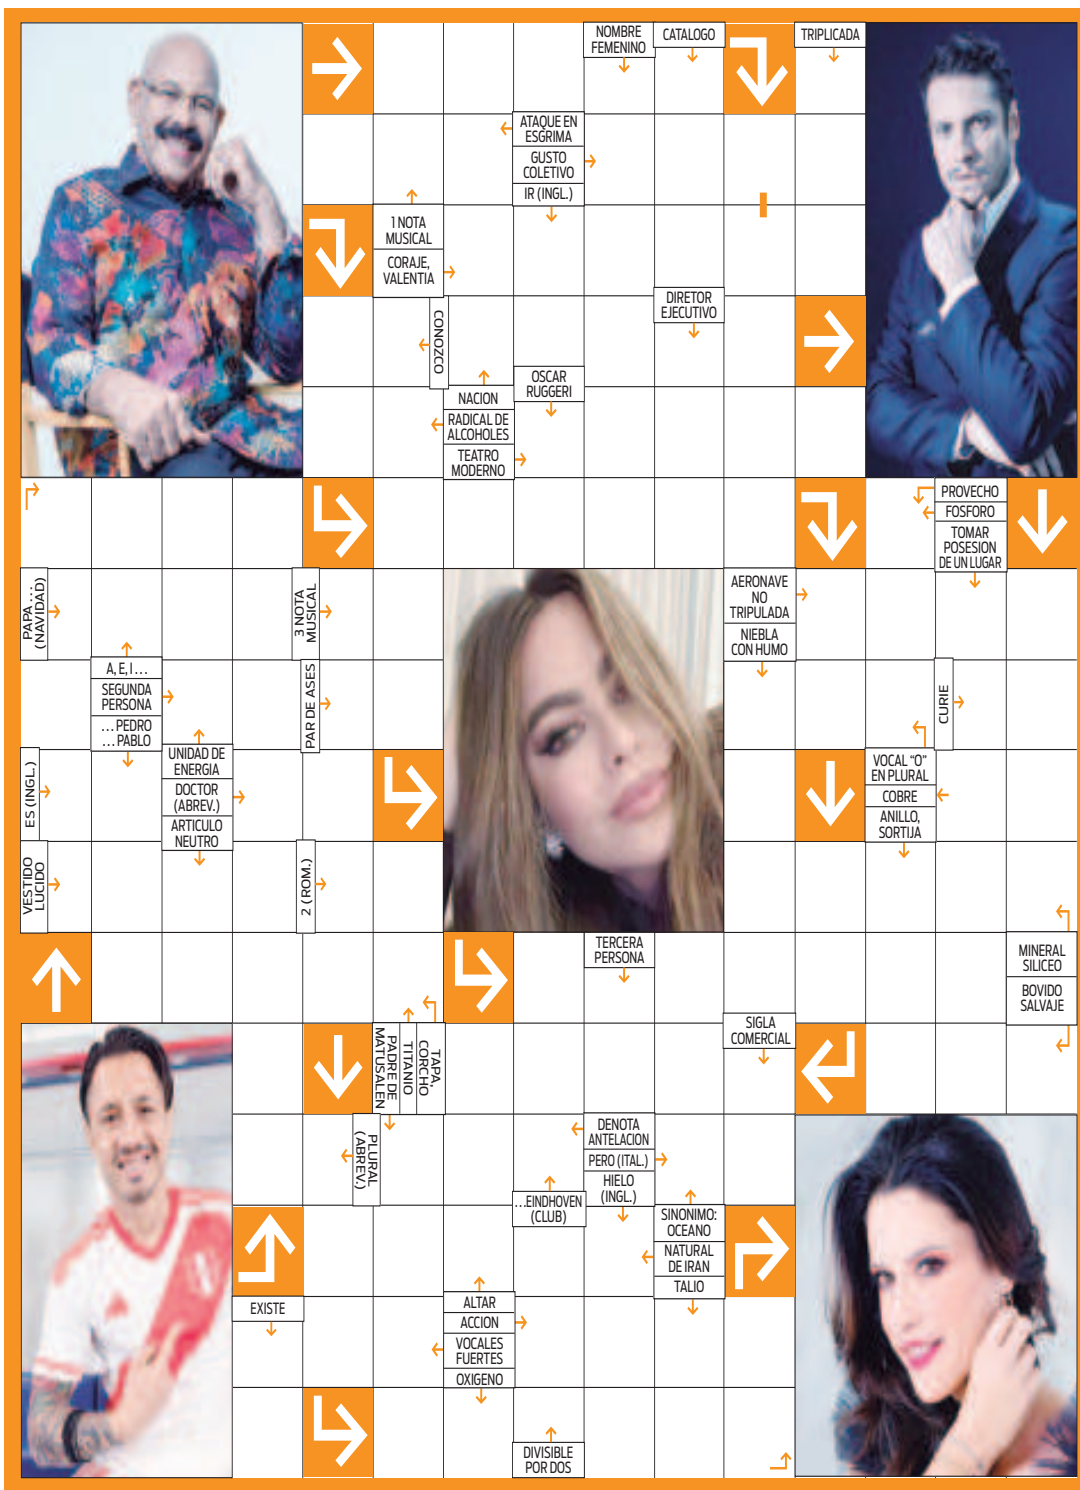 NOMBRE
FEMENINO
CATALOGO
TRIPLICADA
ATAQUE EN
ESGRIMA
GUSTO
COLETIVO
IR (INGL.)
1 NOTA
MUSICAL
CORAJE,
VALENTIA
DIRETOR
EJECUTIVO
CONOZCO
OSCAR
RUGGERI
NACION
RADICAL DE
ALCOHOLES
TEATRO
MODERNO
PROVECHO
FOSFORO
TOMAR
POSESION
DE UN LUGAR
PAPA ...
(NAVIDAD)
3 NOTA
MUSICAL
AERONAVE
NO
TRIPULADA
NIEBLA
CON HUMO
A, E, I ...
SEGUNDA
PERSONA
...PEDRO
...PABLO
PAR DE ASES
CURIE
UNIDAD DE
ENERGIA
DOCTOR
(ABREV.)
ARTICULO
NEUTRO
ES (INGL.)
VOCAL "O"
EN PLURAL
COBRE
ANILLO,
SORTIJA
VESTIDO
LUCIDO
2 (ROM.)
TERCERA
PERSONA
MINERAL
SILICEO
BOVIDO
SALVAJE
TAPA,
CORCHO
TITANIO
PADRE DE
MATUSALEN
SIGLA
COMERCIAL
PLURAL
(ABREV.)
DENOTA
ANTELACION
PERO (ITAL.)
HIELO
(INGL.)
...EINDHOVEN
(CLUB)
SINONIMO:
OCEANO
NATURAL
DE IRAN
TALIO
EXISTE
ALTAR
ACCION
VOCALES
FUERTES
OXIGENO
DIVISIBLE
POR DOS